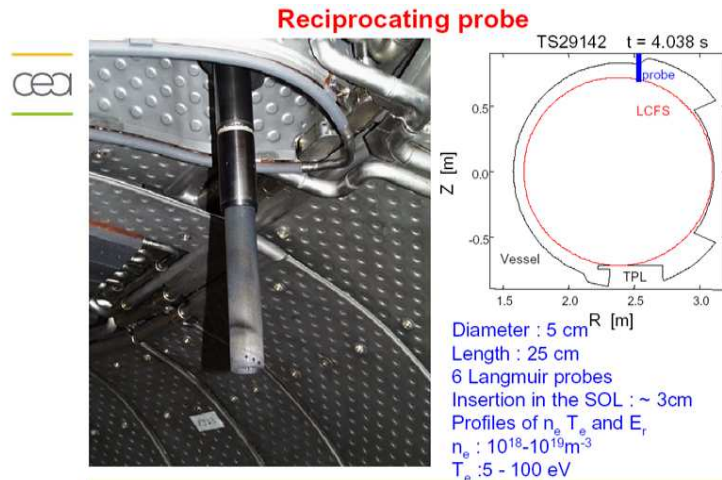 Reciprocating probe
cea
TS29142 t = 4.038 s
probe
LCFS
0.5
0.0
-0.5
Z [m]
Vessel
TPL
1.5 2.0 2.5 3.0
R [m]
Diameter : 5 cm
Length : 25 cm
6 Langmuir probes
Insertion in the SOL : ~ 3cm
Profiles of nₑ Tₑ and Eᵣ
nₑ : 10¹⁸-10¹⁹m⁻³
Tₑ :5 - 100 eV